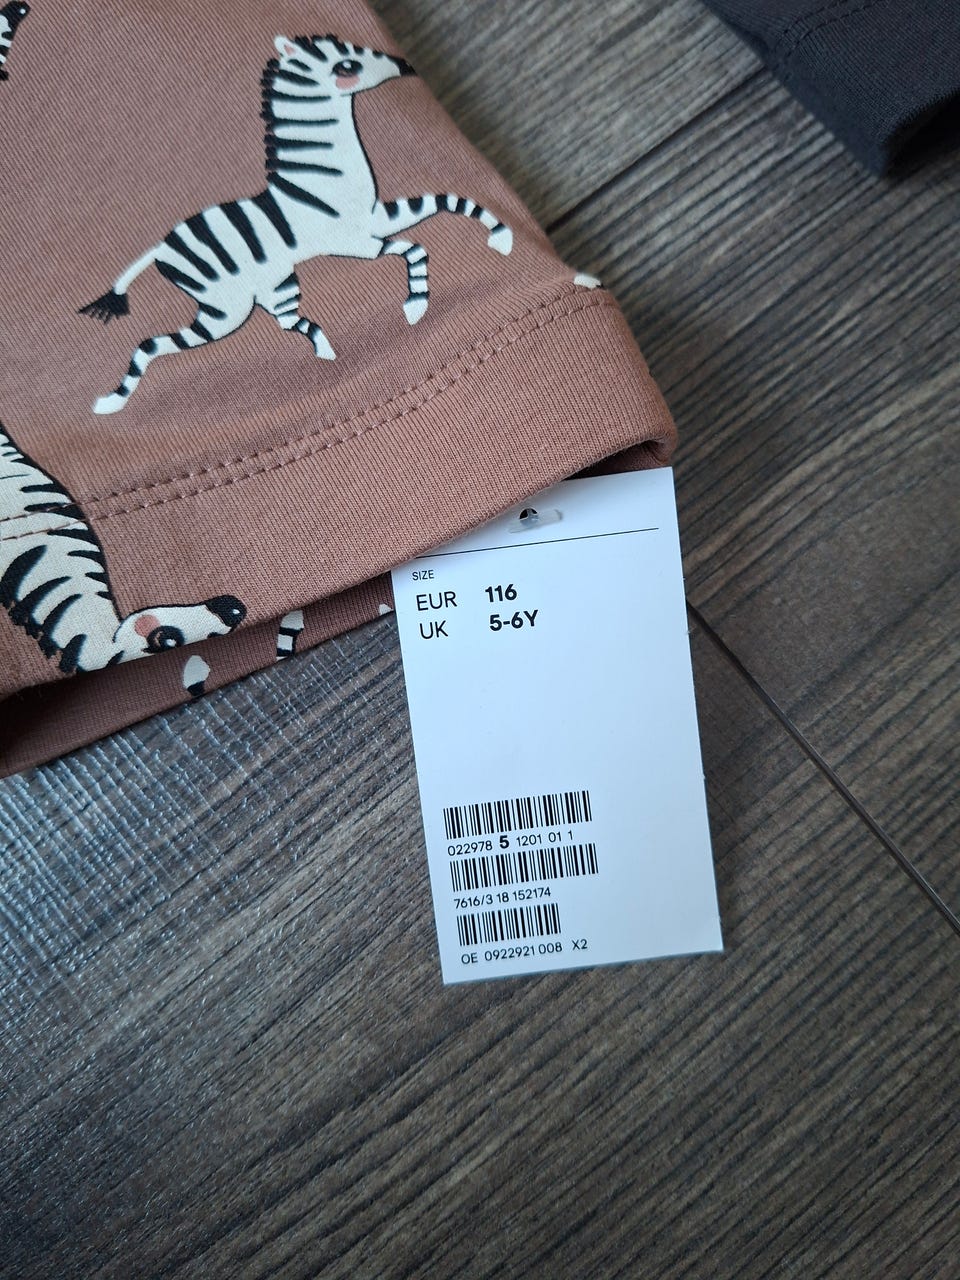 SIZE
EUR 116
UK 5-6Y
022978 5 1201 01 1
7616/3 18 152174
OE 0922921 008 X2